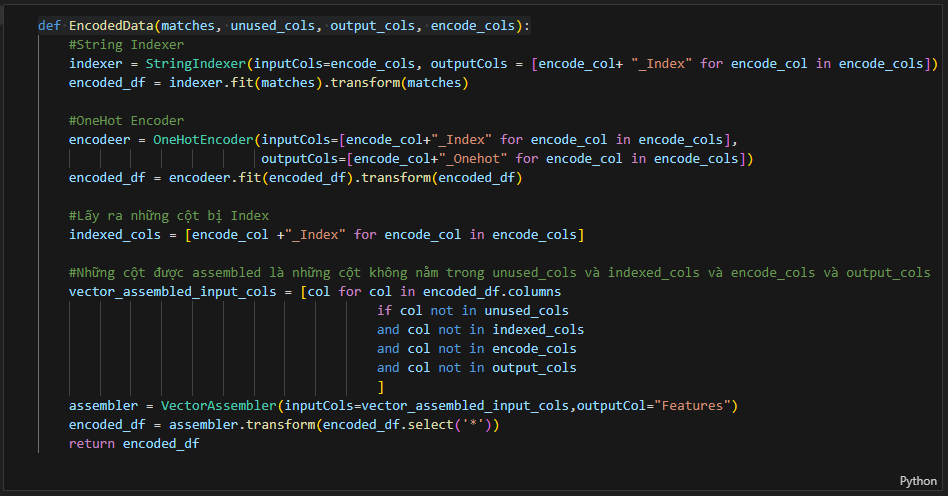 def EncodedData(matches, unused_cols, output_cols, encode_cols):
#String Indexer
indexer = StringIndexer(inputCols=encode_cols, outputCols = [encode_col+ "_Index" for encode_col in encode_cols])
encoded_df = indexer.fit(matches).transform(matches)
#OneHot Encoder
encodeer = OneHotEncoder(inputCols=[encode_col+"_Index" for encode_col in encode_cols],
outputCols=[encode_col+"_Onehot" for encode_col in encode_cols])
encoded_df = encodeer.fit(encoded_df).transform(encoded_df)
#Lấy ra những cột bị Index
indexed_cols = [encode_col +"_Index" for encode_col in encode_cols]
#Những cột được assembled là những cột không nằm trong unused_cols và indexed_cols và encode_cols và output_cols
vector_assembled_input_cols = [col for col in encoded_df.columns
if col not in unused_cols
and col not in indexed_cols
and col not in encode_cols
and col not in output_cols
]
assembler = VectorAssembler(inputCols=vector_assembled_input_cols,outputCol="Features")
encoded_df = assembler.transform(encoded_df.select('*'))
return encoded_df
Python